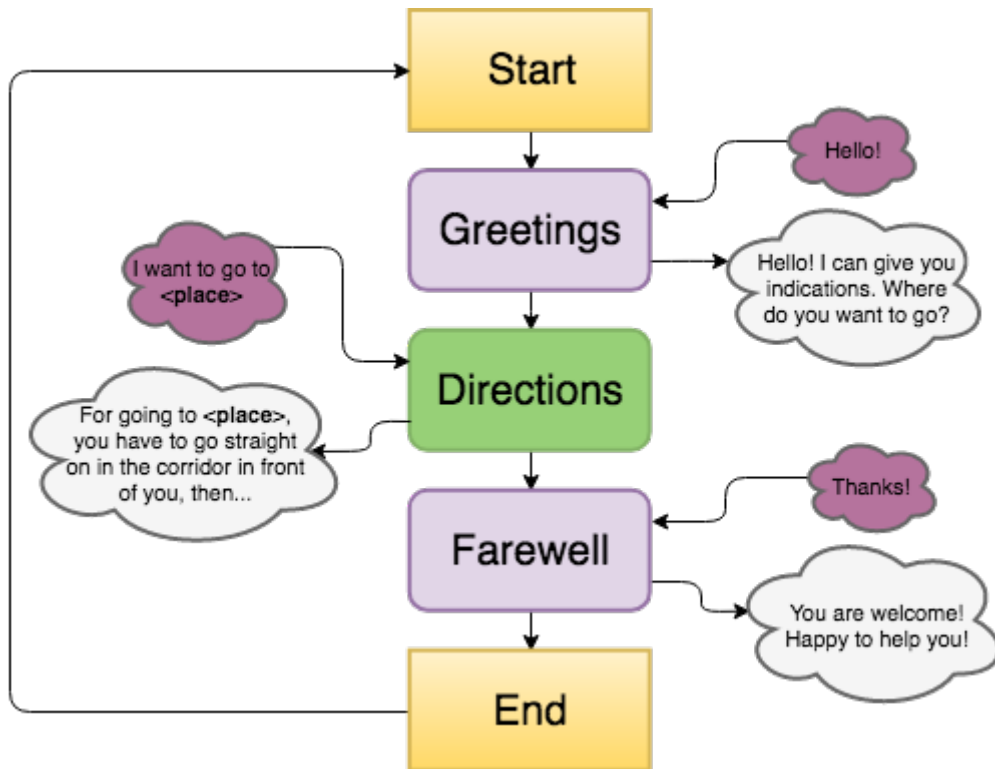 Start
Hello!
Greetings
Hello! I can give you
indications. Where
do you want to go?
I want to go to
<place>
Directions
For going to <place>,
you have to go straight
on in the corridor in front
of you, then...
Thanks!
Farewell
You are welcome!
Happy to help you!
End